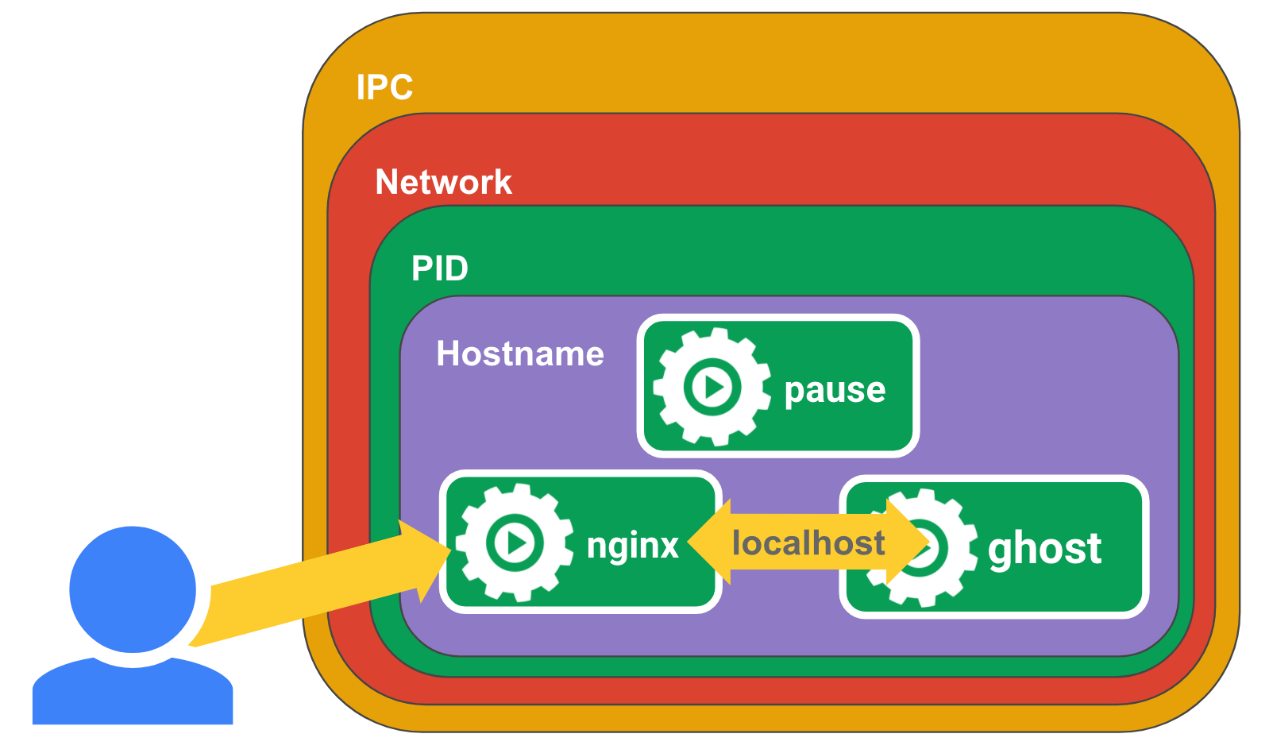 IPC
Network
PID
Hostname
pause
nginx
localhost
ghost